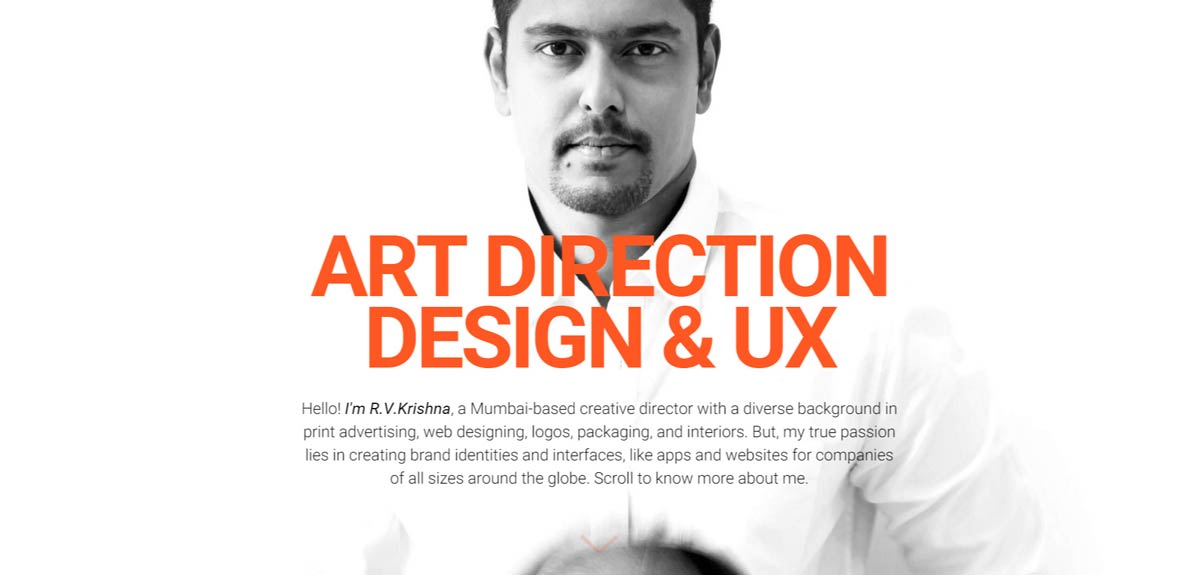 ART DIRECTION
DESIGN & UX
Hello! I'm R.V.Krishna, a Mumbai-based creative director with a diverse background in
print advertising, web designing, logos, packaging, and interiors. But, my true passion
lies in creating brand identities and interfaces, like apps and websites for companies
of all sizes around the globe. Scroll to know more about me.